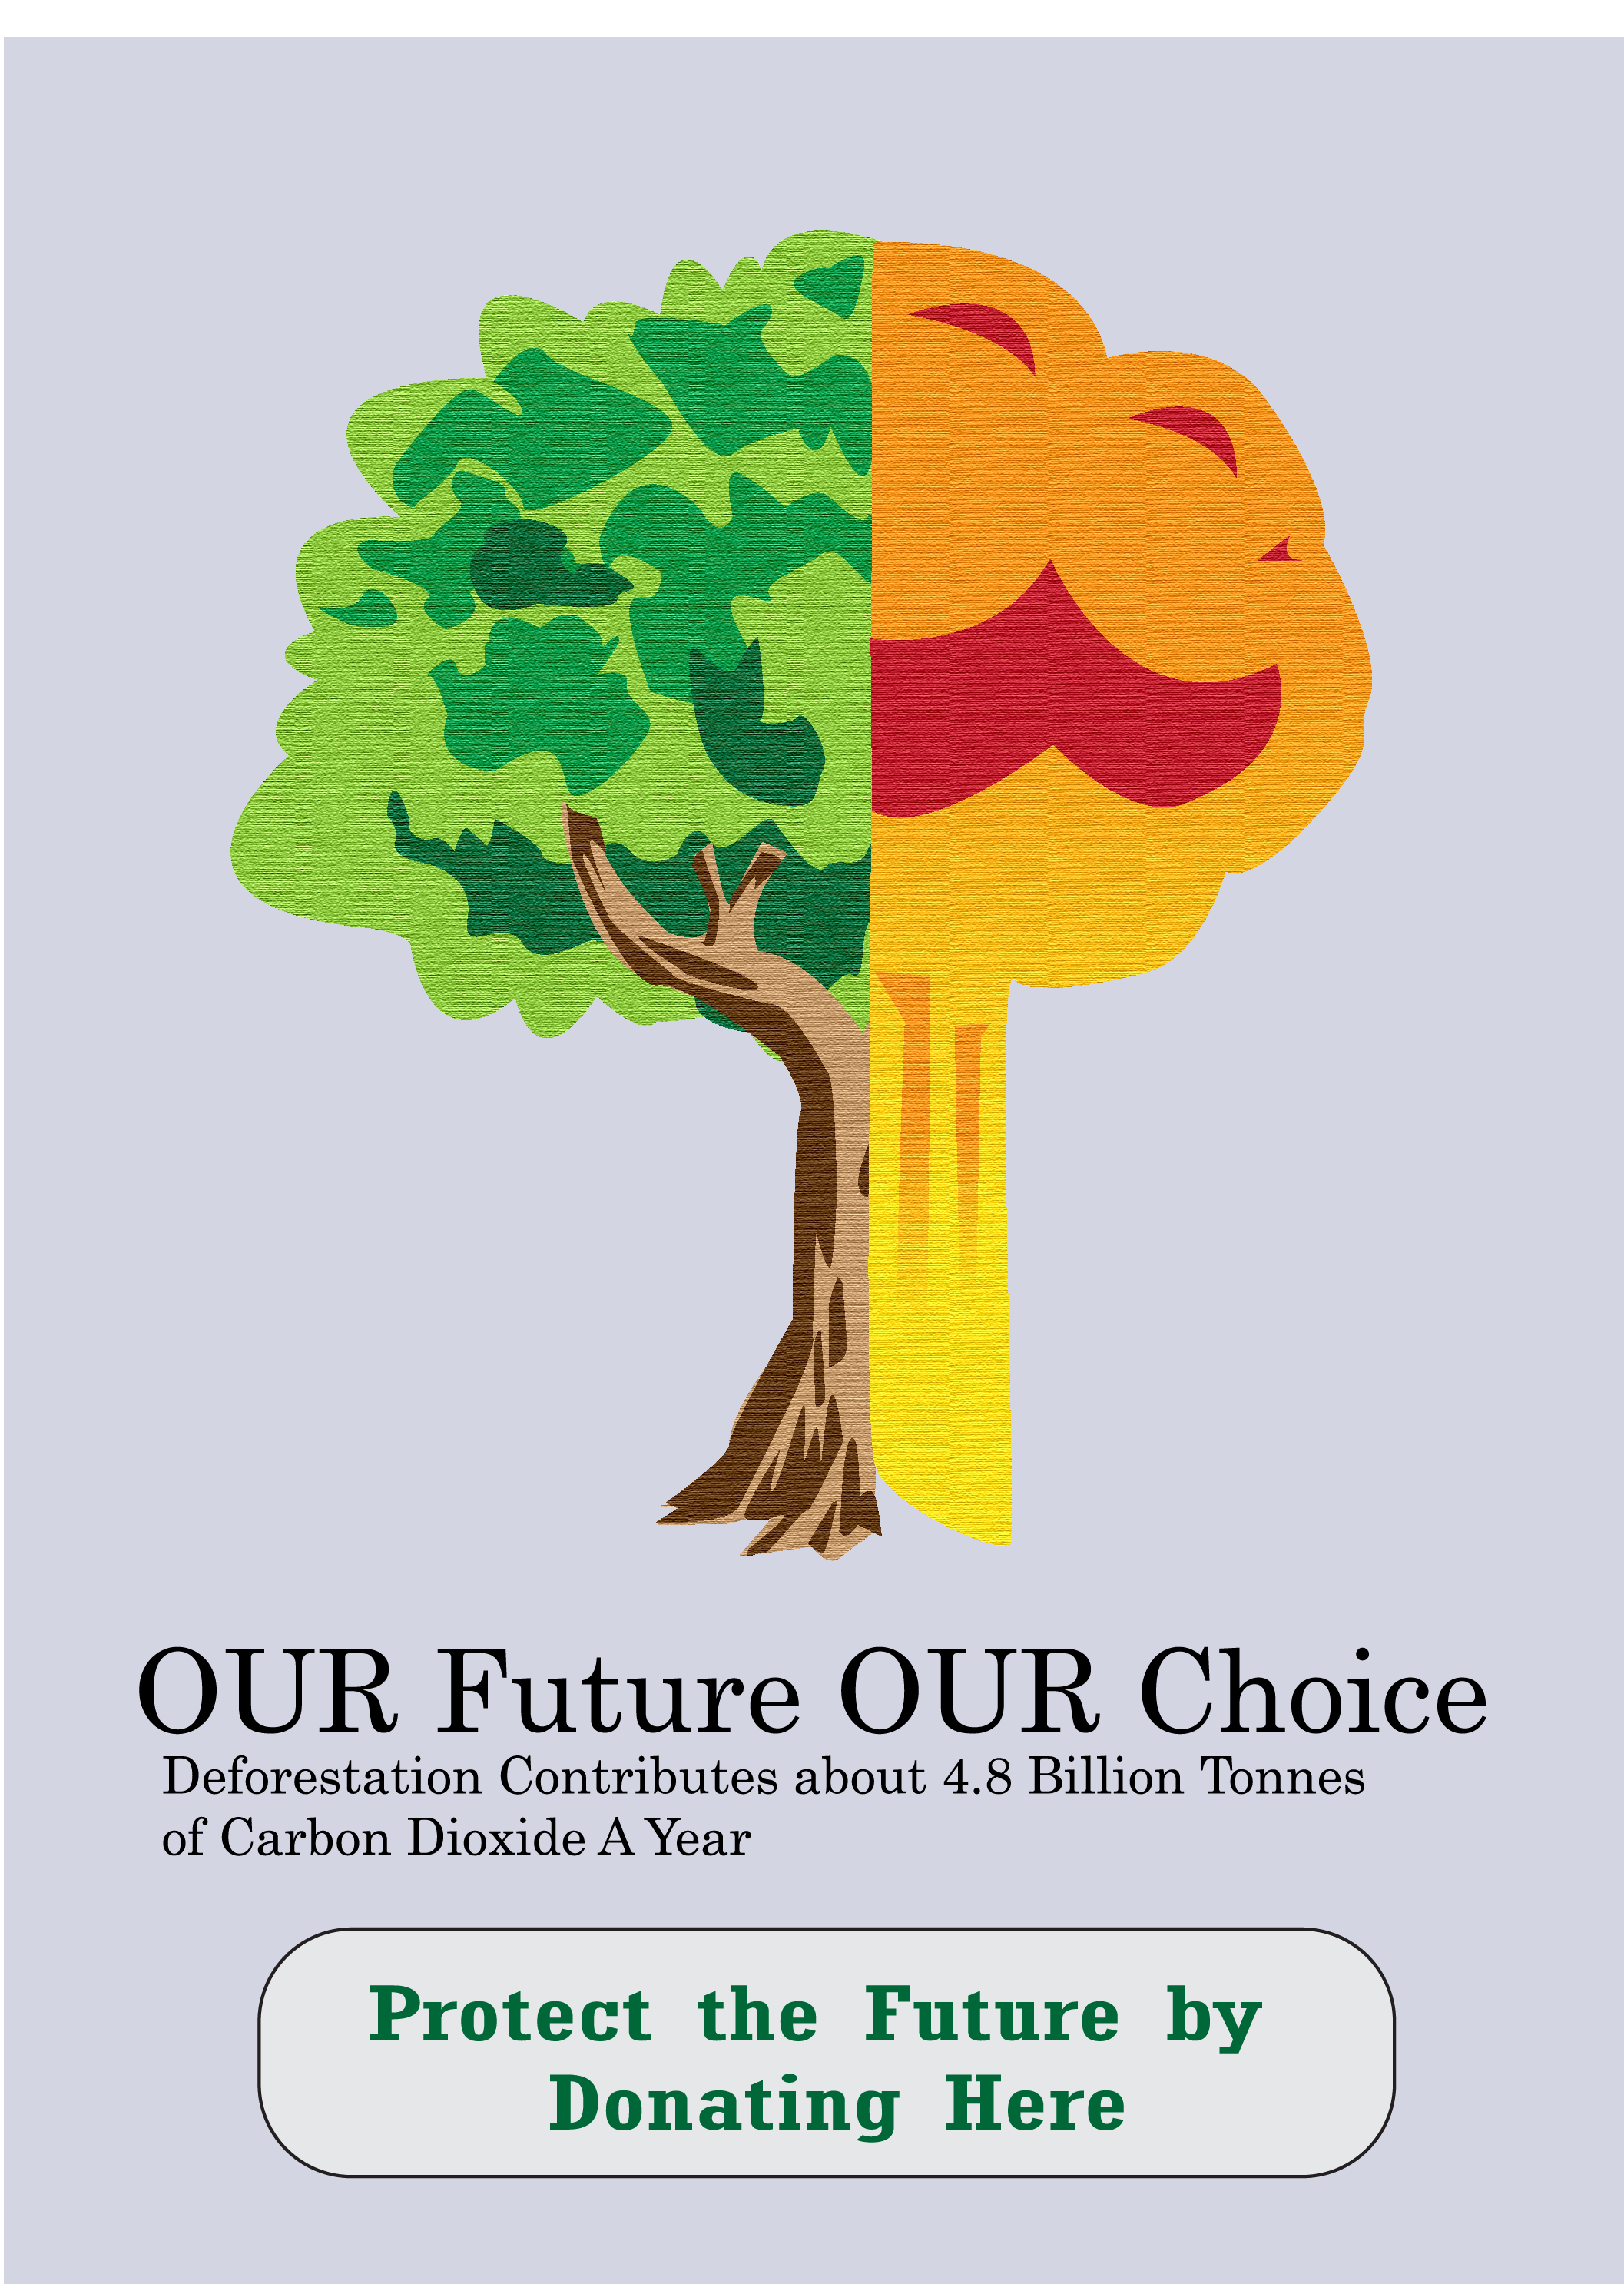 OUR Future OUR Choice
Deforestation Contributes about 4.8 Billion Tonnes
of Carbon Dioxide A Year
Protect the Future by
Donating Here